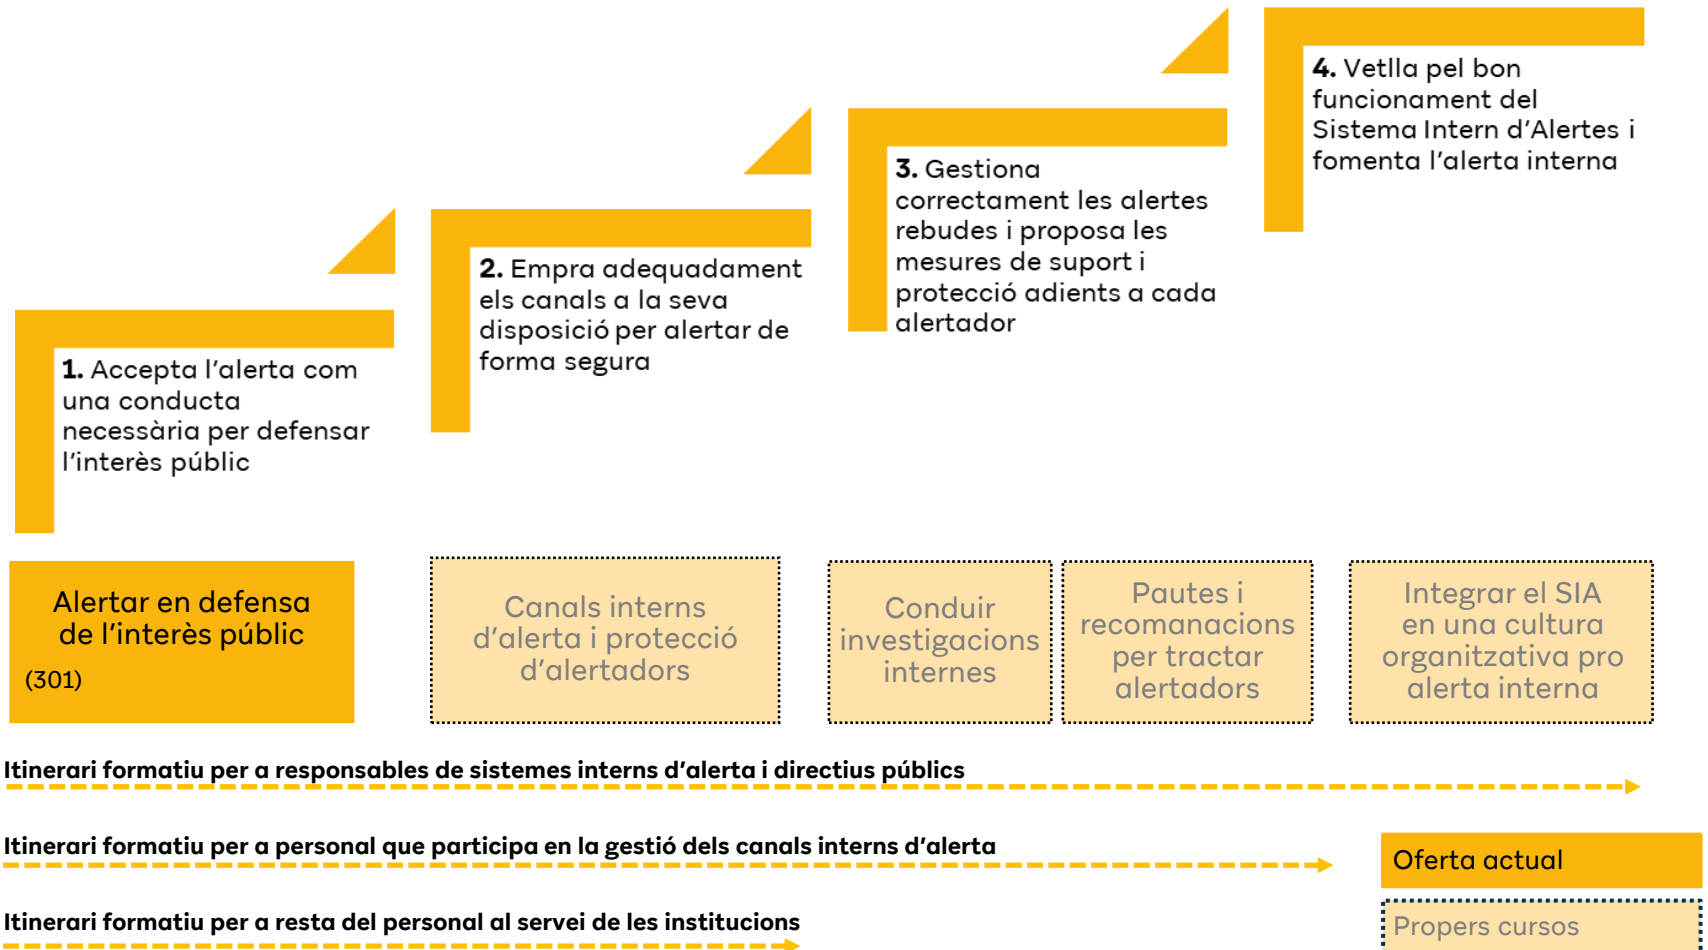 1. Accepta l'alerta com
una conducta
necessària per defensar
l'interès públic
2. Empra adequadament
els canals a la seva
disposició per alertar de
forma segura
3. Gestiona
correctament les alertes
rebudes i proposa les
mesures de suport i
protecció adients a cada
alertador
4. Vetlla pel bon
funcionament del
Sistema Intern d'Alertes i
fomenta l'alerta interna
Alertar en defensa
de l'interès públic
(301)
Canals interns
d'alerta i protecció
d'alertadors
Conduir
investigacions
internes
Pautes i
recomanacions
per tractar
alertadors
Integrar el SIA
en una cultura
organitzativa pro
alerta interna
Itinerari formatiu per a responsables de sistemes interns d'alerta i directius públics
Itinerari formatiu per a personal que participa en la gestió dels canals interns d'alerta
Itinerari formatiu per a resta del personal al servei de les institucions
Oferta actual
Propers cursos